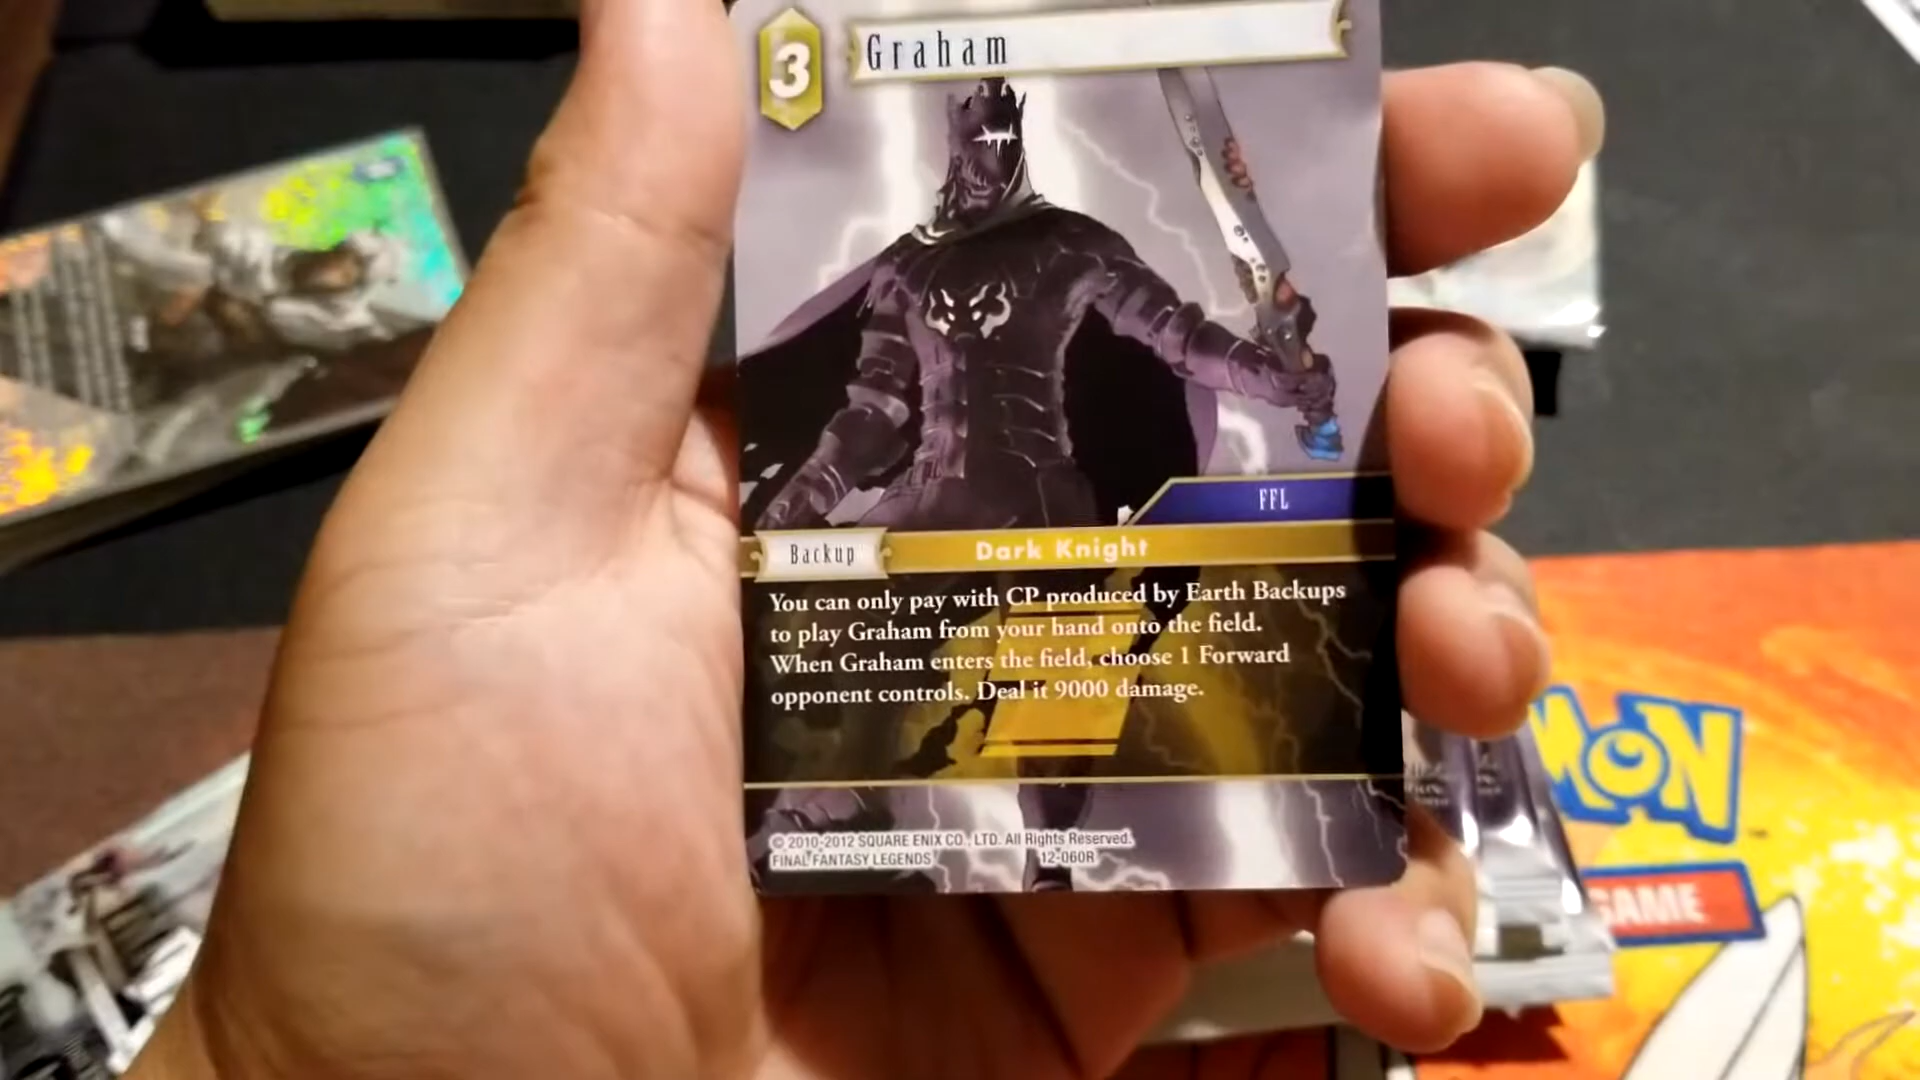 3
Graham
FFL
Backup
Dark Knight
You can only pay with CP produced by Earth Backups
to play Graham from your hand onto the field.
When Graham enters the field, choose 1 Forward
opponent controls. Deal it 9000 damage.
© 2010-2012 SQUARE ENIX CO., LTD. All Rights Reserved.
FINAL FANTASY LEGENDS
12-060R
MON
GAME